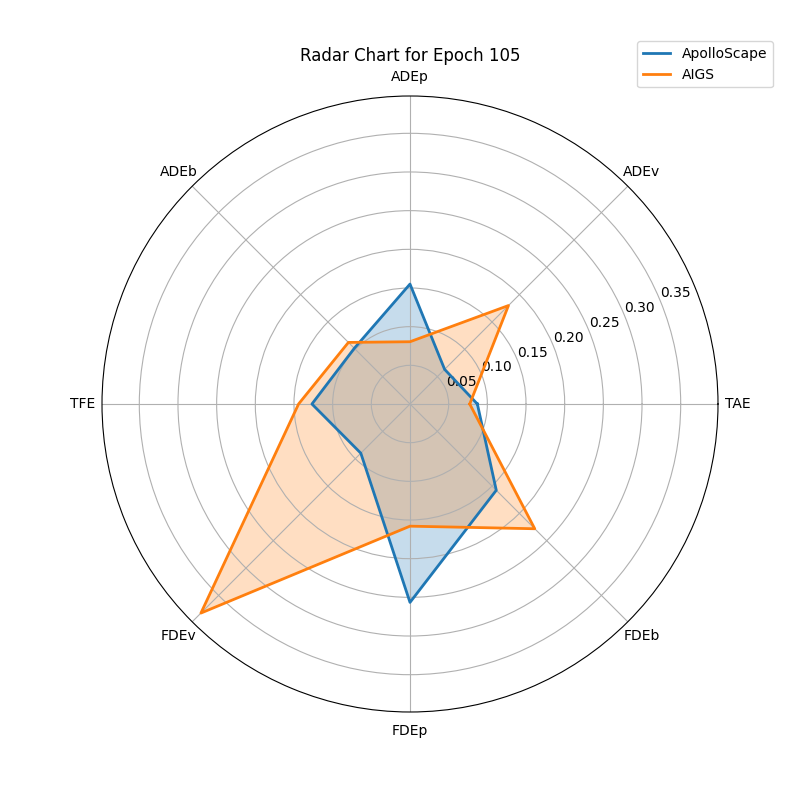 ApolloScape
AIGS
Radar Chart for Epoch 105
ADEp
ADEb
ADEv
0.35
0.30
0.25
0.20
0.15
0.10
0.05
TFE
TAE
FDEv
FDEb
FDEp